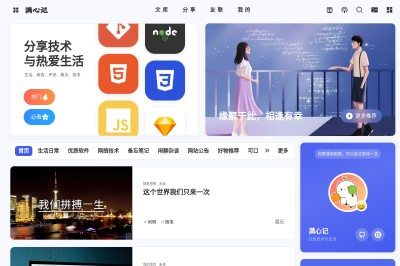 满心记
文库 分享 友联 我的
分享技术
与热爱生活
热门
必看
node
JS
缘聚于此，相逢有幸
更多推荐
首页 生活日常 优质软件 网络技术 备忘笔记 闲聊杂谈 网站公告 好物推荐 可口 » 更多
我们拼搏一生
这个世界我们只来一次
满心记